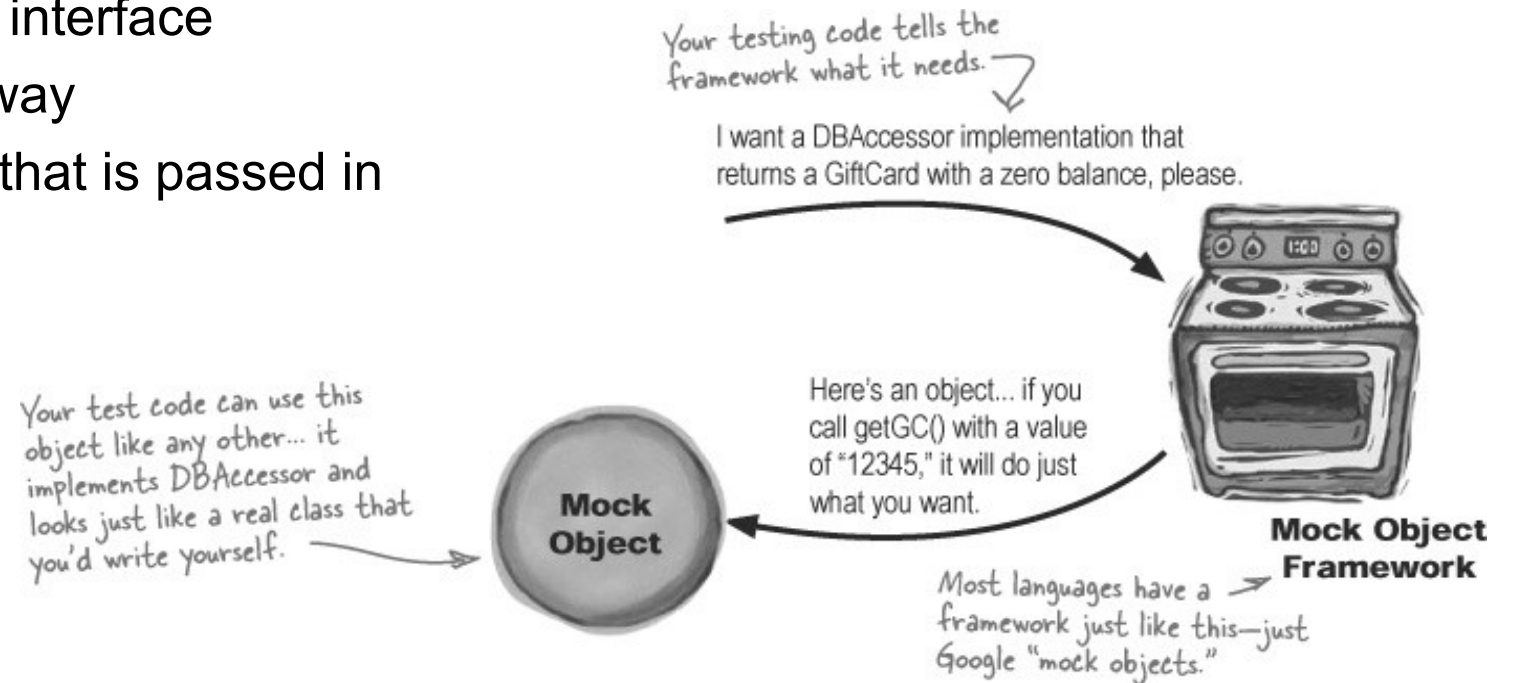 interface
way
that is passed in
Your testing code tells the
framework what it needs.
I want a DBAccessor implementation that
returns a GiftCard with a zero balance, please.
1:00
Here's an object... if you
call getGC() with a value
of “12345,” it will do just
what you want.
Your test code can use this
object like any other... it
implements DBAccessor and
looks just like a real class that
you'd write yourself.
Mock
Object
Mock Object
Framework
Most languages have a
framework just like this—just
Google “mock objects.”